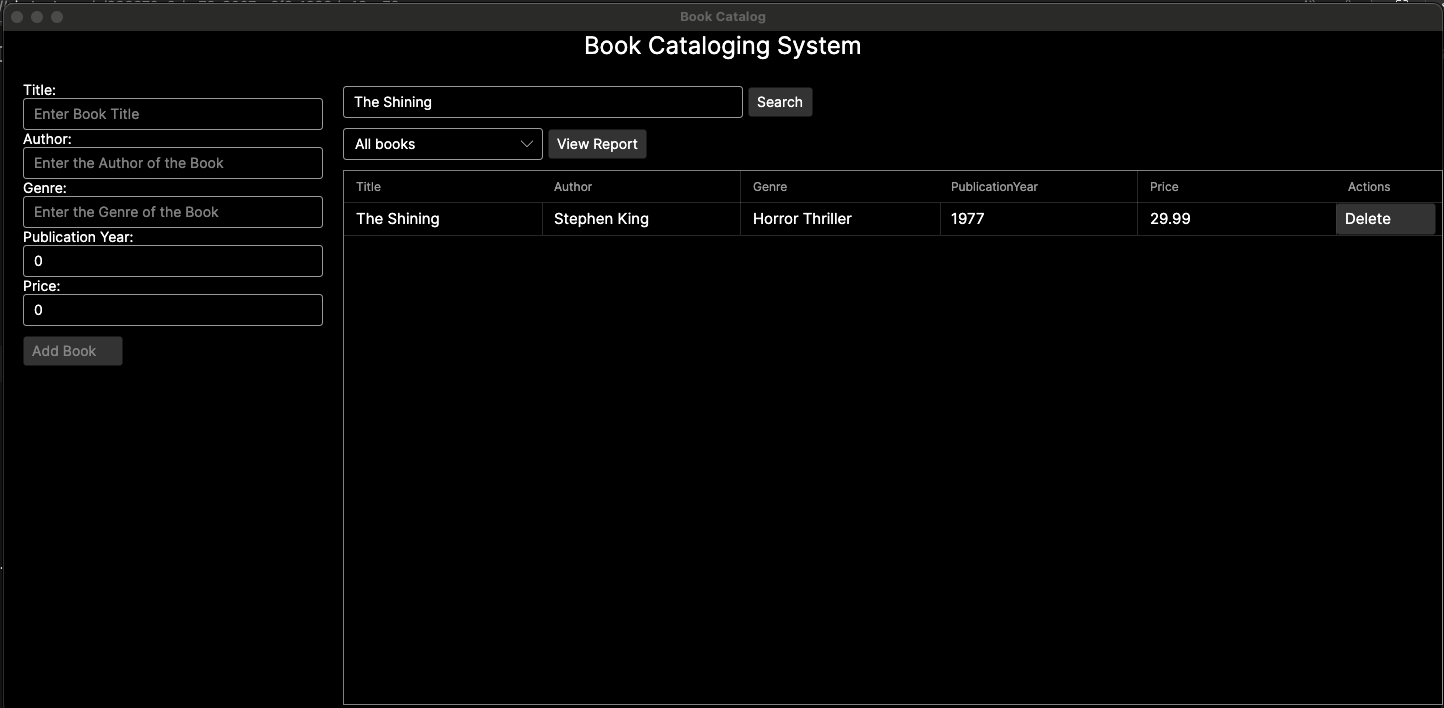 Book Catalog
Book Cataloging System
Title:
Enter Book Title
Author:
Enter the Author of the Book
Genre:
Enter the Genre of the Book
Publication Year:
0
Price:
0
Add Book
The Shining Search
All books View Report
Title Author Genre PublicationYear Price Actions
The Shining Stephen King Horror Thriller 1977 29.99 Delete